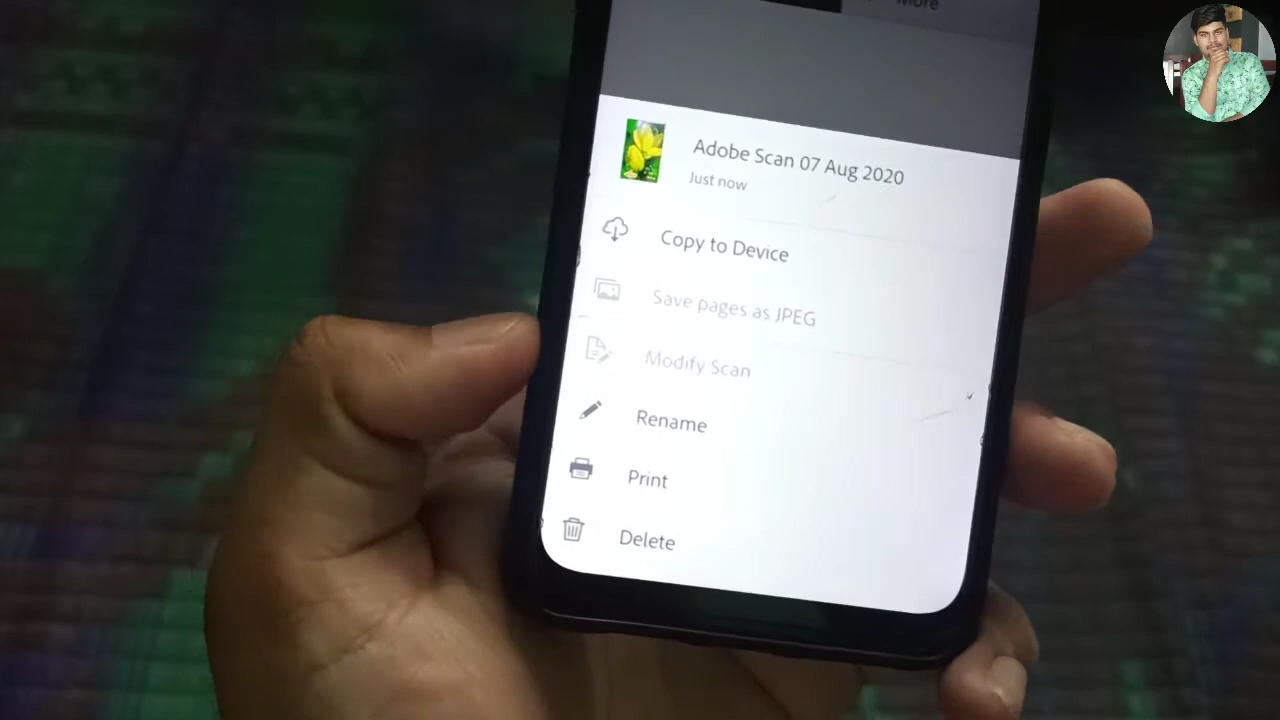 More
Adobe Scan 07 Aug 2020
Just now
Copy to Device
Save pages as JPEG
Modify Scan
Rename
Print
Delete